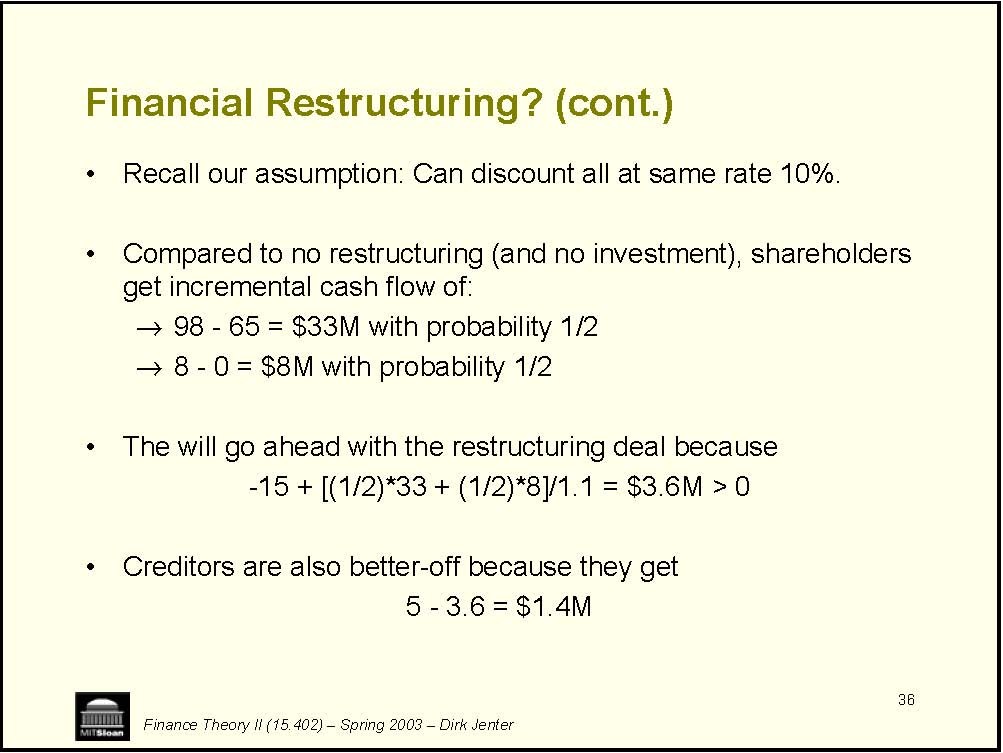 Financial Restructuring? (cont.)
• Recall our assumption: Can discount all at same rate 10%.
• Compared to no restructuring (and no investment), shareholders
get incremental cash flow of:
→ 98 - 65 = $33M with probability 1/2
→ 8 - 0 = $8M with probability 1/2
• The will go ahead with the restructuring deal because
-15 + [(1/2)*33 + (1/2)*8]/1.1 = $3.6M > 0
• Creditors are also better-off because they get
5 - 3.6 = $1.4M
36
MITSloan
Finance Theory II (15.402) – Spring 2003 – Dirk Jenter